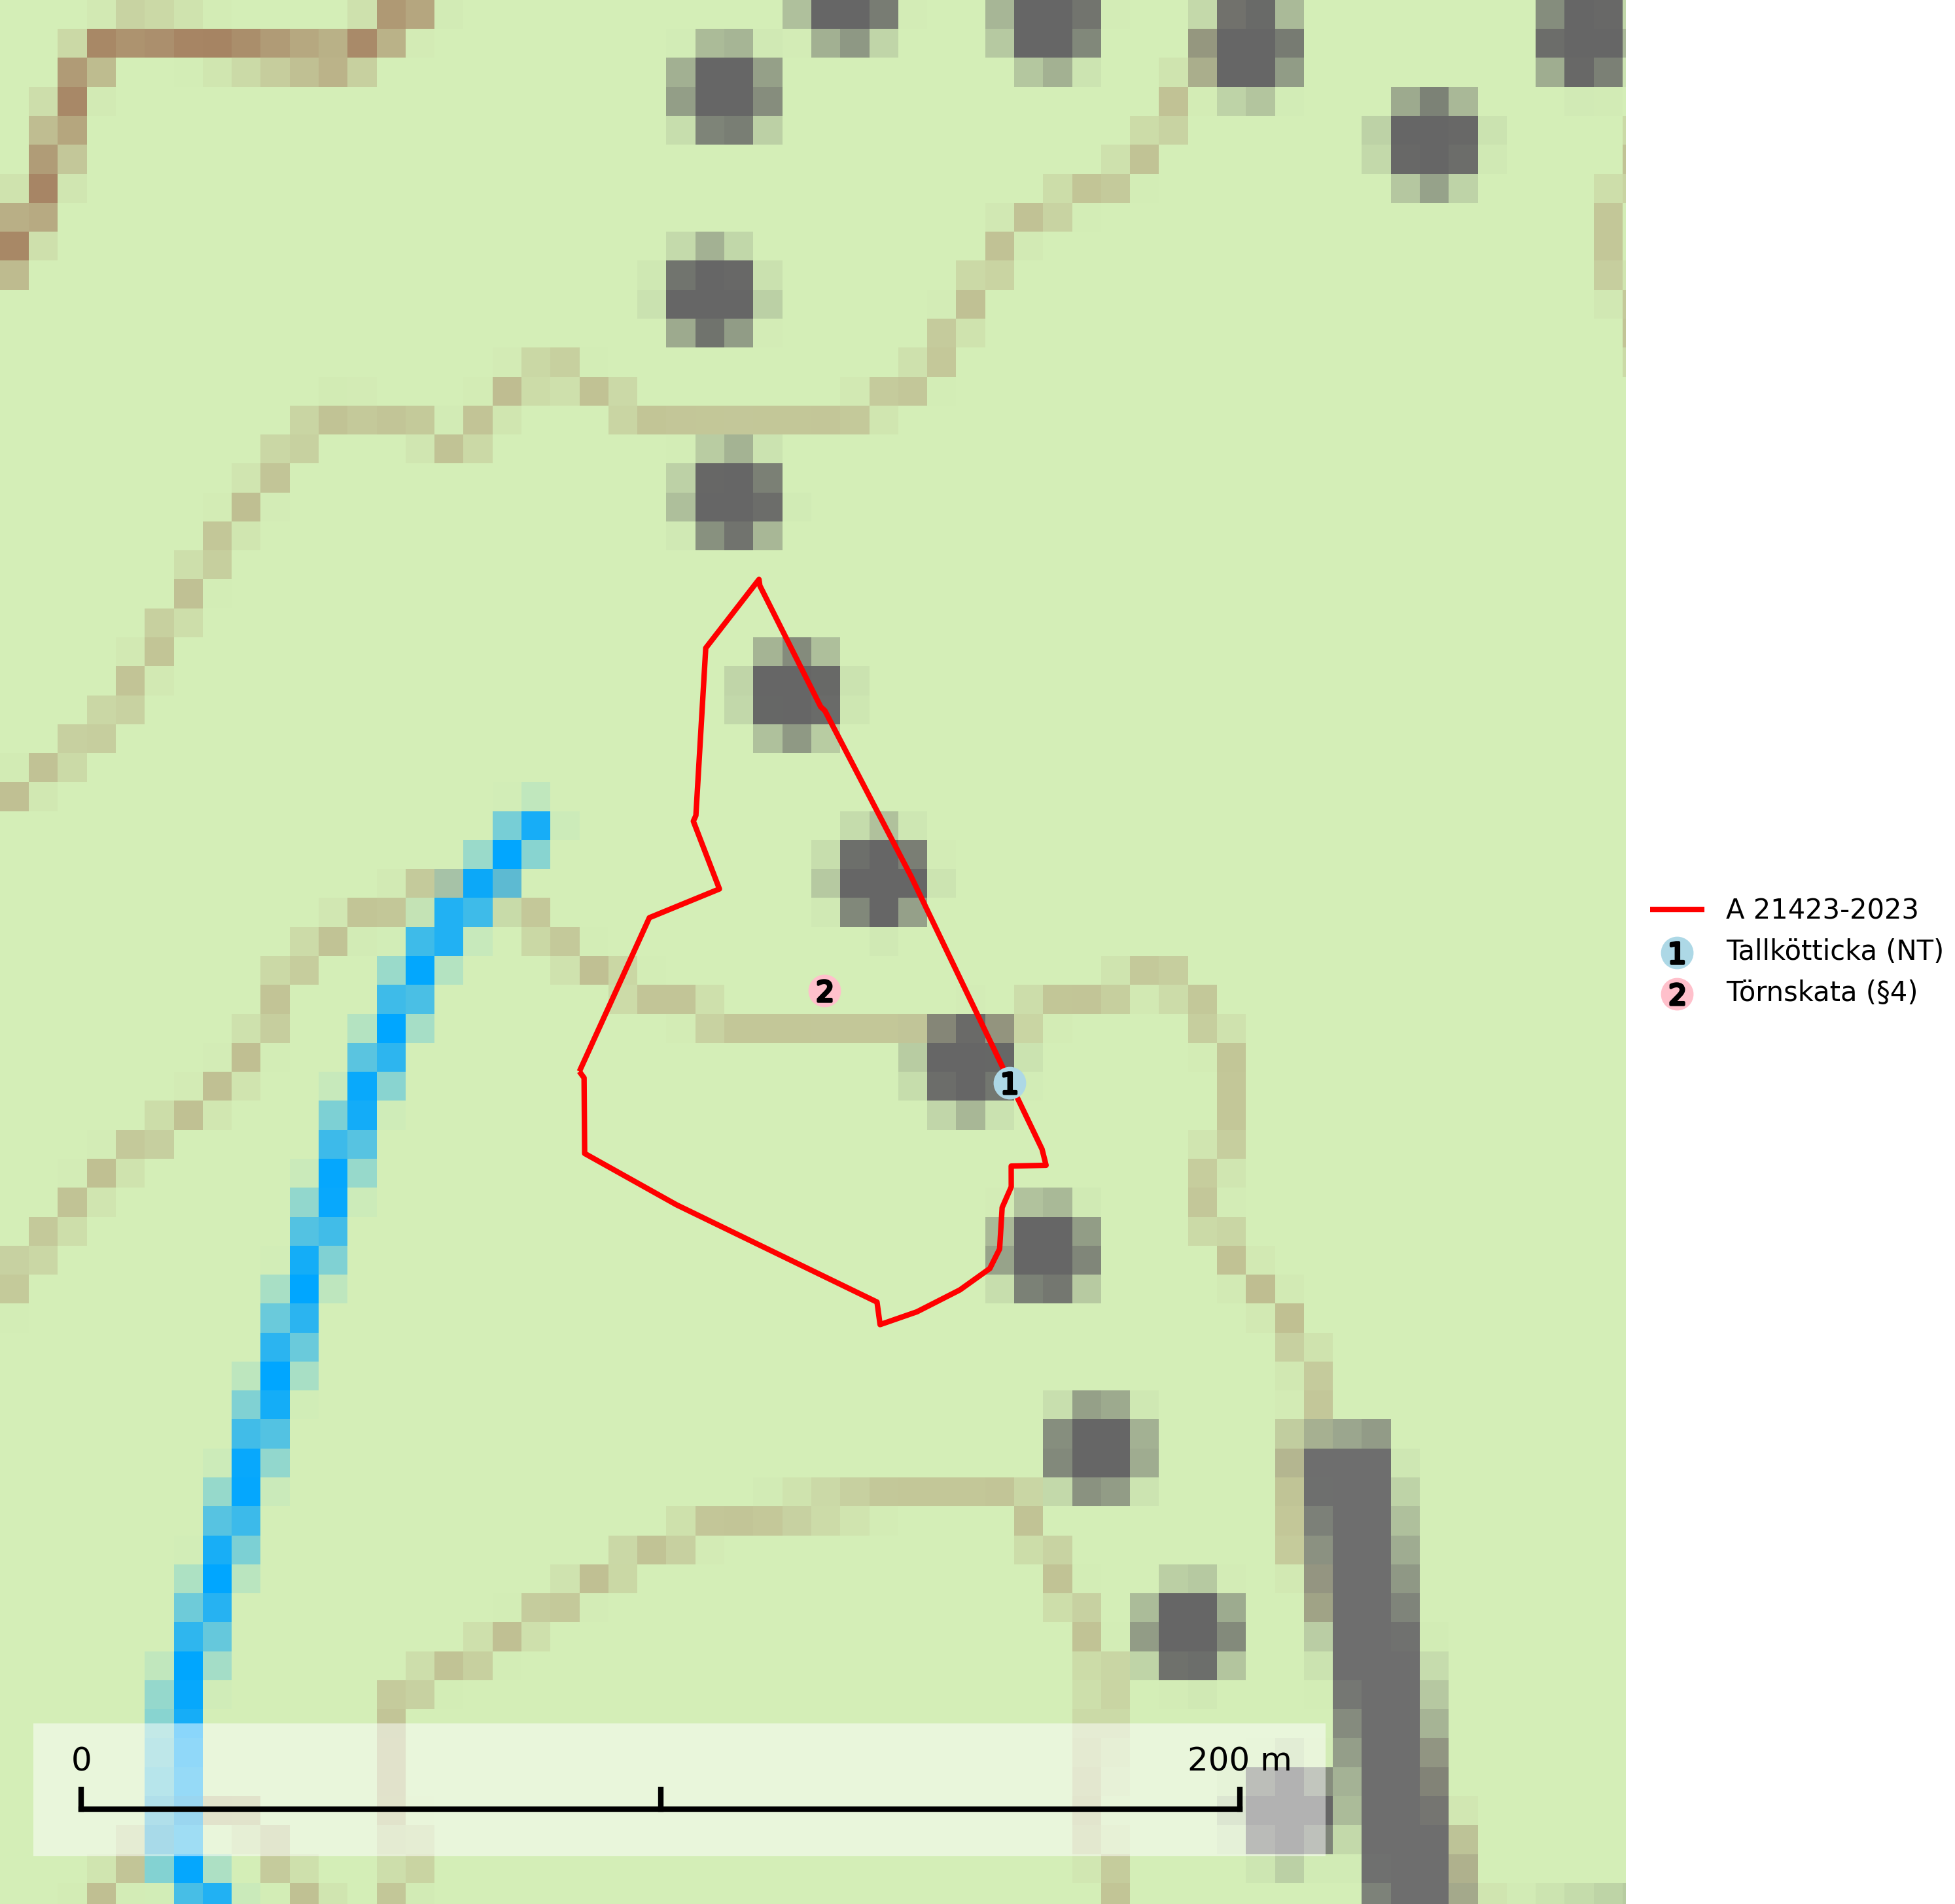 A 21423-2023
1 Tallkötticka (NT)
2 Törnskata (§4)
2
1
0 200 m